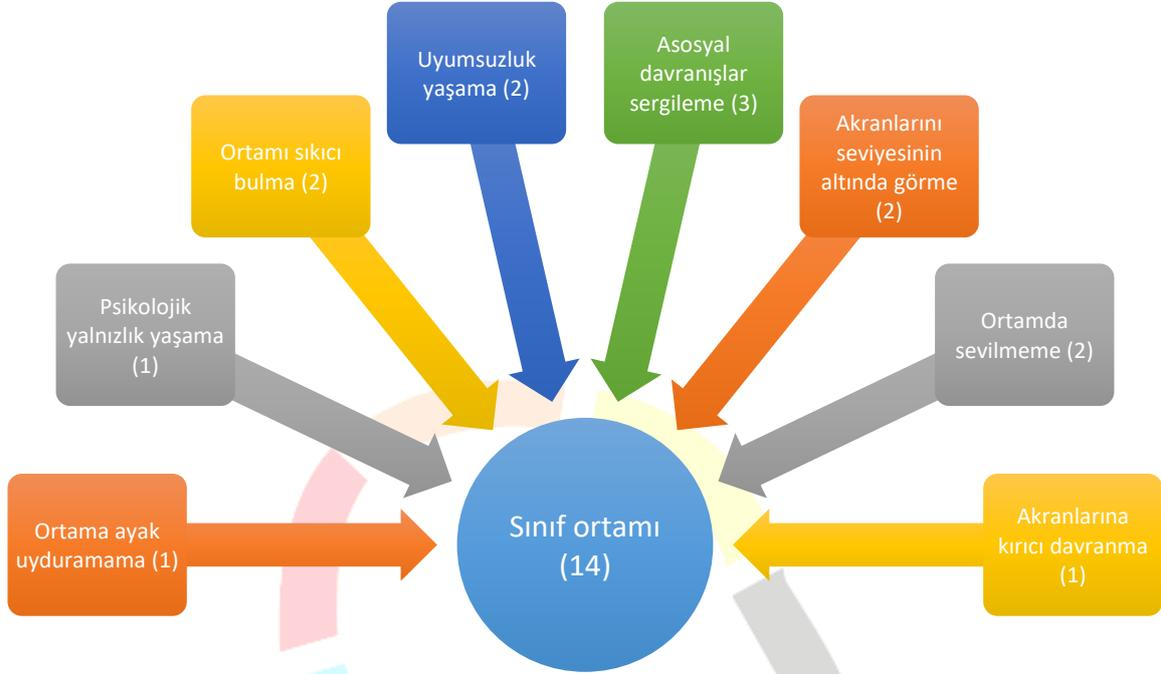 Uyumsuzluk
yaşama (2)
Asosyal
davranışlar
sergileme (3)
Ortamı sıkıcı
bulma (2)
Akranlarını
seviyesinin
altında görme
(2)
Psikolojik
yalnızlık yaşama
(1)
Ortamda
sevilmeme (2)
Ortama ayak
uyduramama (1)
Sınıf ortamı
(14)
Akranlarına
kırıcı davranma
(1)